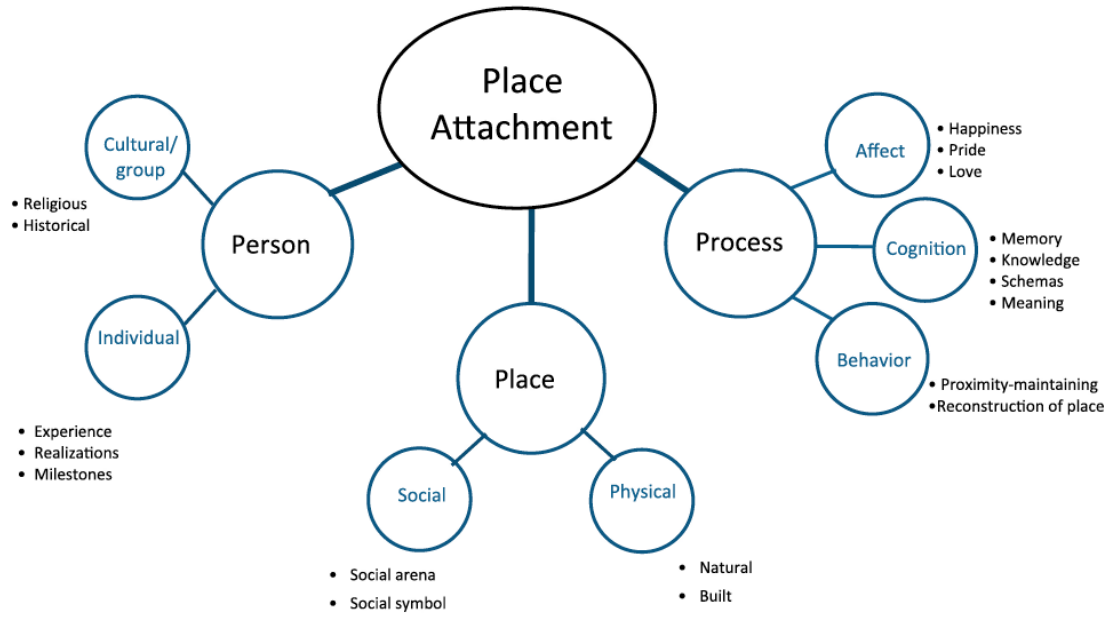 Place
Attachment
Cultural/
group
• Religious
• Historical
Person
Individual
• Experience
• Realizations
• Milestones
Place
Social
• Social arena
• Social symbol
Physical
• Natural
• Built
Process
Affect
• Happiness
• Pride
• Love
Cognition
• Memory
• Knowledge
• Schemas
• Meaning
Behavior
• Proximity-maintaining
•Reconstruction of place